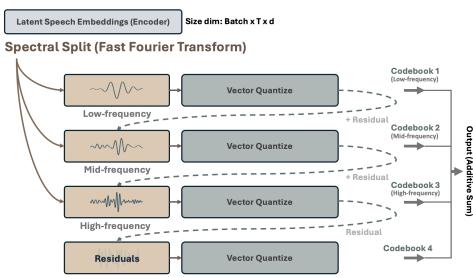 Latent Speech Embeddings (Encoder)
Size dim: Batch x T x d
Spectral Split (Fast Fourier Transform)
Vector Quantize
Codebook 1
(Low-frequency)
Low-frequency
+ Residual
Vector Quantize
Codebook 2
(Mid-frequency)
Mid-frequency
+ Residual
Vector Quantize
Codebook 3
(High-frequency)
High-frequency
Residual
Residuals
Vector Quantize
Codebook 4
Output (Additive Sum)